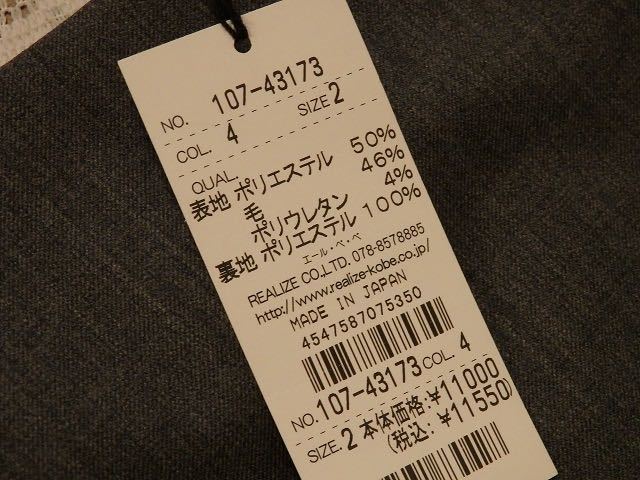 NO. 107-43173
COL. 4 SIZE 2
QUAL.
表地 ポリエステル 50%
毛 46%
ポリウレタン 4%
裏地 ポリエステル 100%
エール・ベ・ベ
REALIZE CO.,LTD. 078-8578885
http://www.realize-kobe.co.jp/
MADE IN JAPAN
4547587075350
NO. 107-43173 COL. 4
SIZE. 2 本体価格:¥11000
(税込: ¥11550)